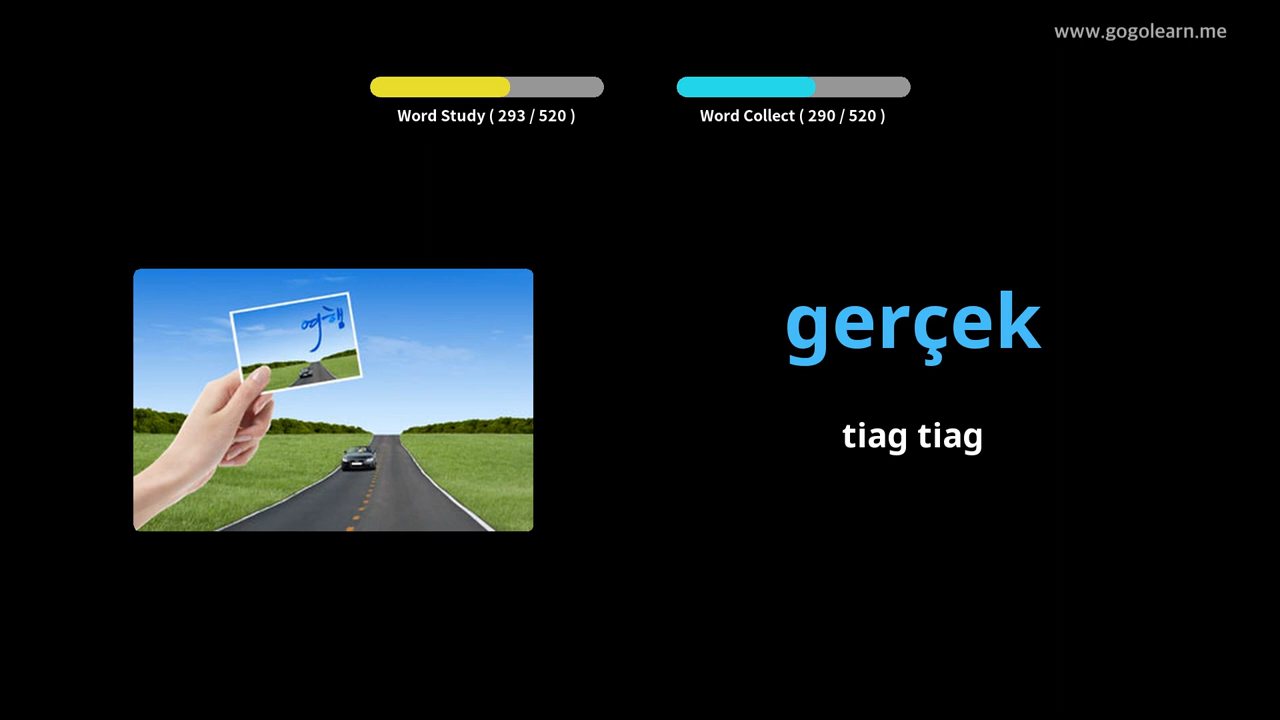 www.gogolearn.me
Word Study ( 293 / 520 )
Word Collect ( 290 / 520 )
여행
gerçek
tiag tiag